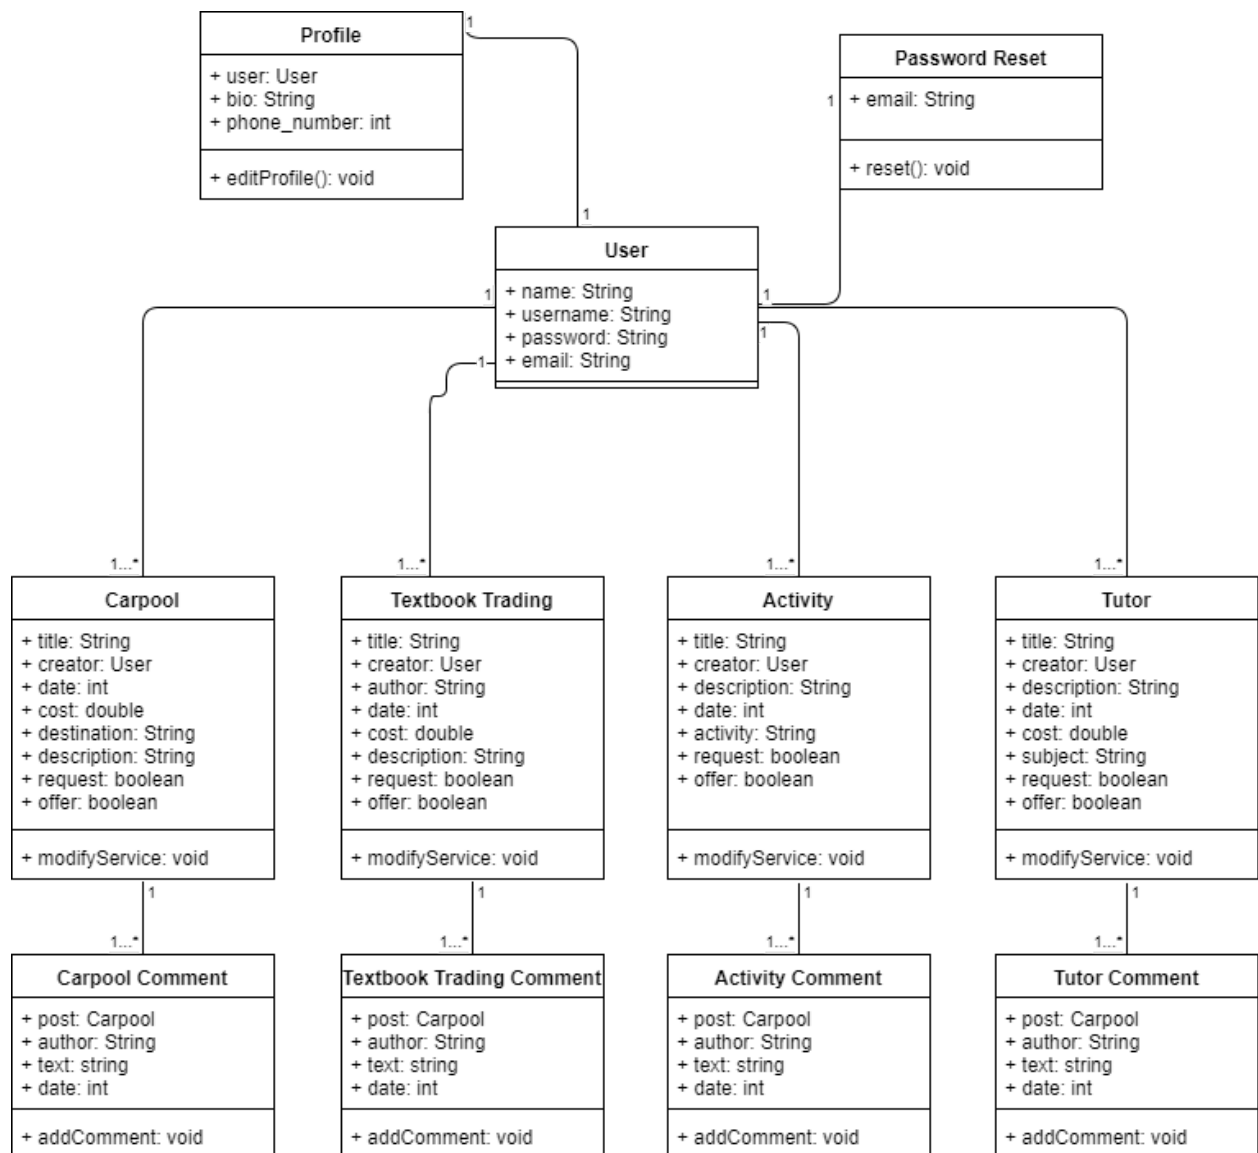 Profile
+ user: User
+ bio: String
+ phone_number: int
+ editProfile(): void
1
Password Reset
+ email: String
+ reset(): void
1
1
User
+ name: String
+ username: String
+ password: String
+ email: String
1
1
1
1
1...*
1...*
1...*
1...*
Carpool
+ title: String
+ creator: User
+ date: int
+ cost: double
+ destination: String
+ description: String
+ request: boolean
+ offer: boolean
+ modifyService: void
Textbook Trading
+ title: String
+ creator: User
+ author: String
+ date: int
+ cost: double
+ description: String
+ request: boolean
+ offer: boolean
+ modifyService: void
Activity
+ title: String
+ creator: User
+ description: String
+ date: int
+ activity: String
+ request: boolean
+ offer: boolean
+ modifyService: void
Tutor
+ title: String
+ creator: User
+ description: String
+ date: int
+ cost: double
+ subject: String
+ request: boolean
+ offer: boolean
+ modifyService: void
1
1
1
1
1...*
1...*
1...*
1...*
Carpool Comment
+ post: Carpool
+ author: String
+ text: string
+ date: int
+ addComment: void
Textbook Trading Comment
+ post: Carpool
+ author: String
+ text: string
+ date: int
+ addComment: void
Activity Comment
+ post: Carpool
+ author: String
+ text: string
+ date: int
+ addComment: void
Tutor Comment
+ post: Carpool
+ author: String
+ text: string
+ date: int
+ addComment: void